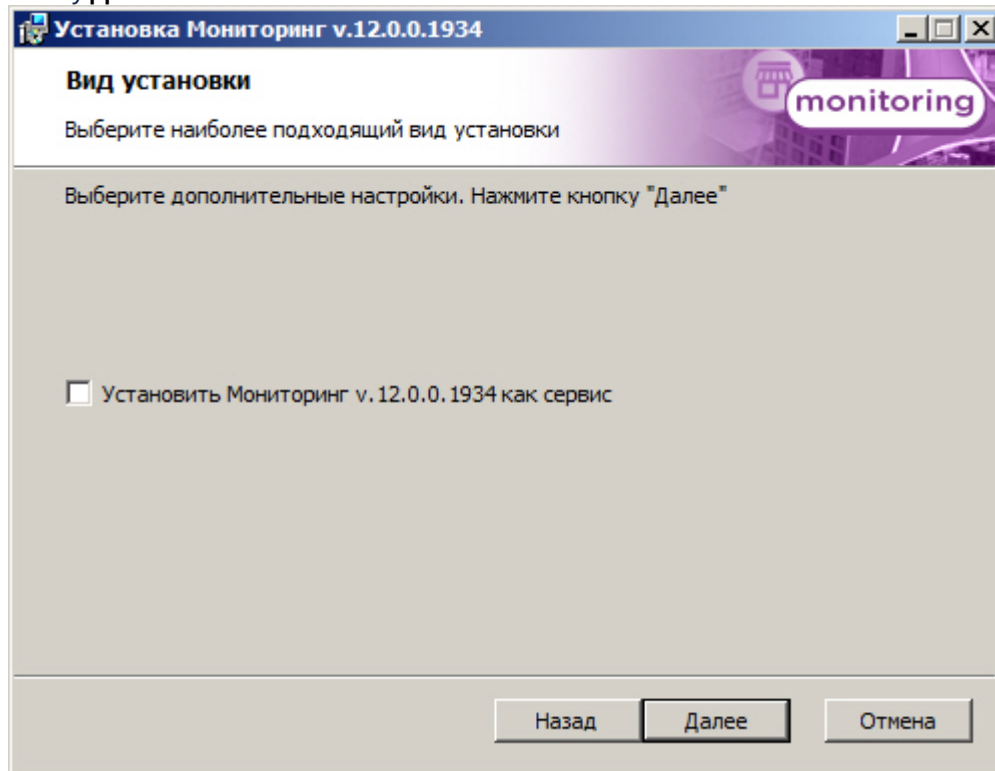 Установка Мониторинг v.12.0.0.1934
Вид установки
monitoring
Выберите наиболее подходящий вид установки
Выберите дополнительные настройки. Нажмите кнопку "Далее"
Установить Мониторинг v.12.0.0.1934 как сервис
Назад Далее Отмена